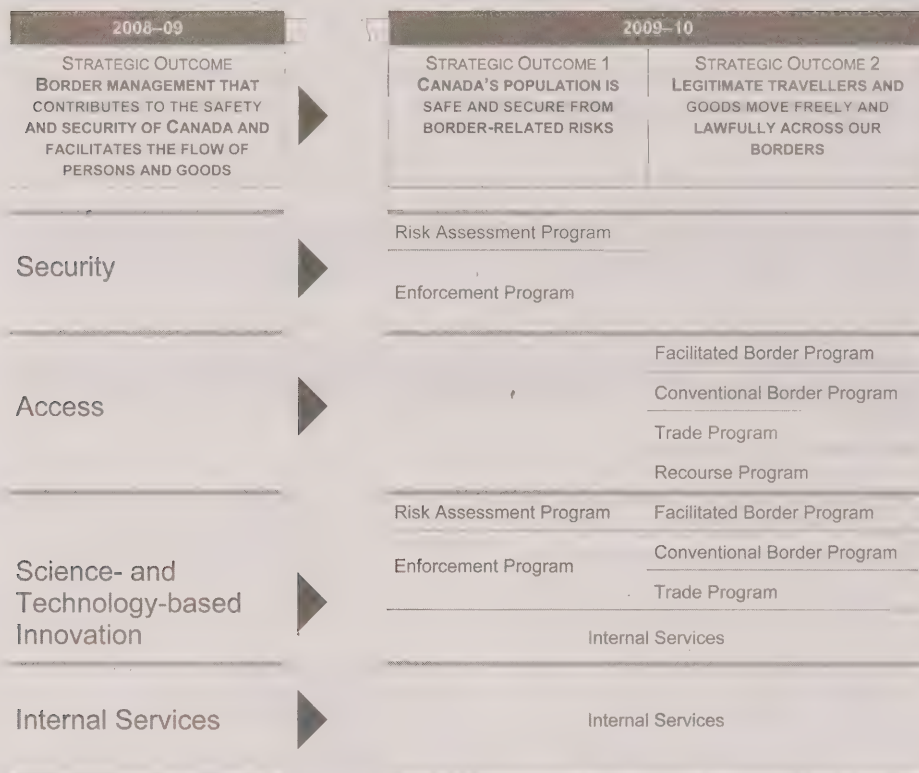 2008–09
2009–10
STRATEGIC OUTCOME
BORDER MANAGEMENT THAT
CONTRIBUTES TO THE SAFETY
AND SECURITY OF CANADA AND
FACILITATES THE FLOW OF
PERSONS AND GOODS
STRATEGIC OUTCOME 1
CANADA'S POPULATION IS
SAFE AND SECURE FROM
BORDER-RELATED RISKS
STRATEGIC OUTCOME 2
LEGITIMATE TRAVELLERS AND
GOODS MOVE FREELY AND
LAWFULLY ACROSS OUR
BORDERS
Security
Risk Assessment Program
Enforcement Program
Access
Facilitated Border Program
Conventional Border Program
Trade Program
Recourse Program
Science- and
Technology-based
Innovation
Risk Assessment Program
Enforcement Program
Facilitated Border Program
Conventional Border Program
Trade Program
Internal Services
Internal Services
Internal Services